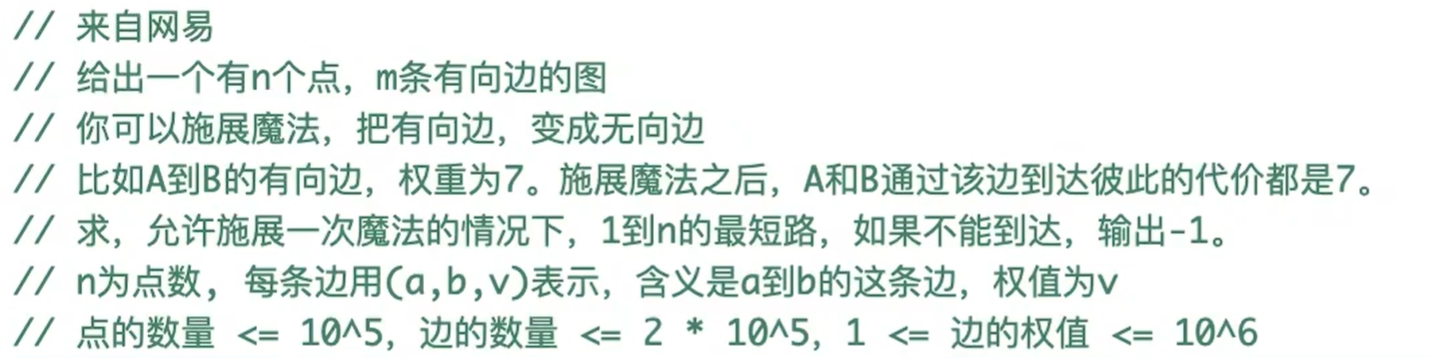 // 来自网易
// 给出一个有n个点，m条有向边的图
// 你可以施展魔法，把有向边，变成无向边
// 比如A到B的有向边，权重为7。施展魔法之后，A和B通过该边到达彼此的代价都是7。
// 求，允许施展一次魔法的情况下，1到n的最短路，如果不能到达，输出-1。
// n为点数, 每条边用(a,b,v)表示，含义是a到b的这条边，权值为v
// 点的数量 <= 10^5，边的数量 <= 2 * 10^5，1 <= 边的权值 <= 10^6